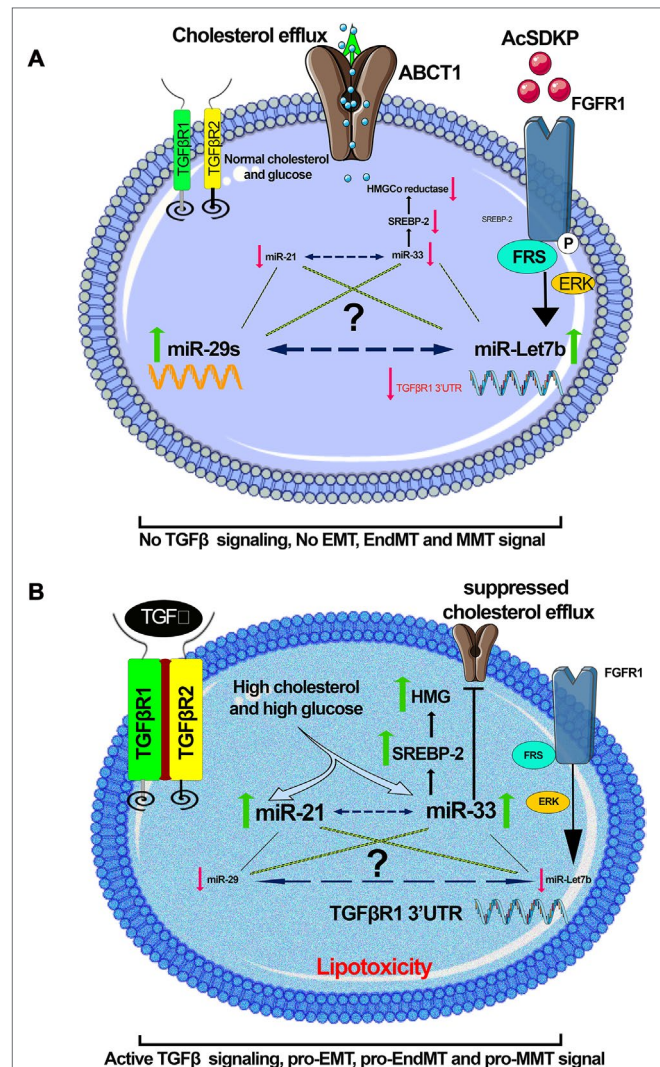 A
Cholesterol efflux
ABCT1
AcSDKP
FGFR1
TGFβR1
TGFβR2
Normal cholesterol
and glucose
HMGCo reductase
SREBP-2
SREBP-2
miR-21
miR-33
P
FRS
ERK
?
miR-29s
miR-Let7b
TGFβR1 3'UTR
No TGFβ signaling, No EMT, EndMT and MMT signal
B
TGF□
suppressed
cholesterol efflux
FGFR1
TGFβR1
TGFβR2
High cholesterol
and high glucose
HMG
SREBP-2
FRS
ERK
miR-21
miR-33
?
miR-29
miR-Let7b
TGFβR1 3'UTR
Lipotoxicity
Active TGFβ signaling, pro-EMT, pro-EndMT and pro-MMT signal